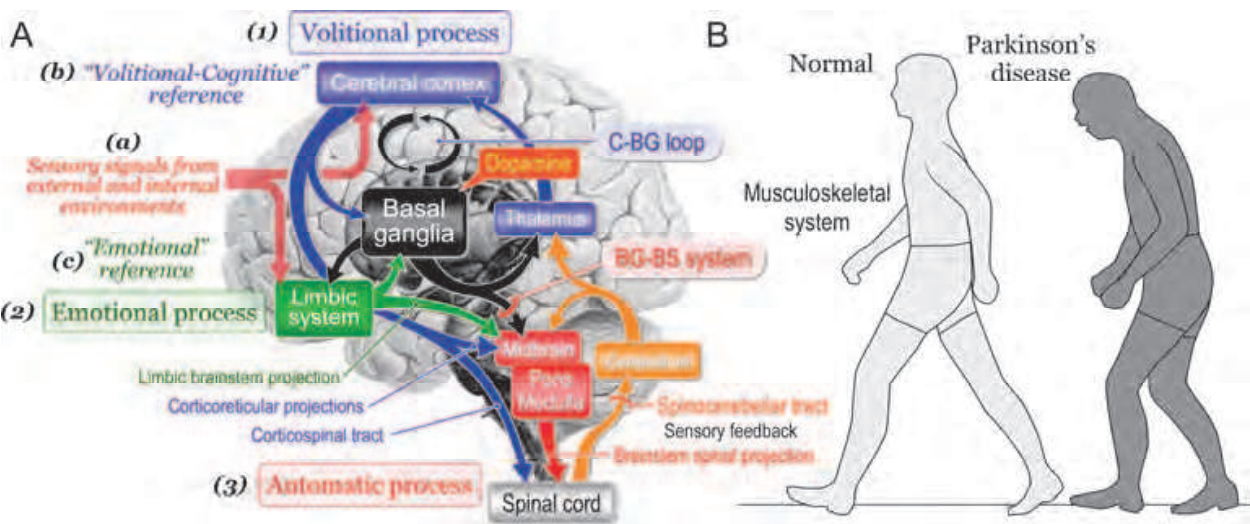 A
(1) Volitional process
(b) "Volitional-Cognitive"
reference
Cerebral cortex
(a)
Sensory signals from
external and internal
environments
C-BG loop
Dopamine
Basal
ganglia
Thalamus
(c) "Emotional"
reference
BG-BS system
(2) Emotional process
Limbic
system
Midbrain
Cerebellum
Pons
Medulla
Limbic brainstem projection
Corticoreticular projections
Corticospinal tract
Spinocerebellar tract
Sensory feedback
Brainstem spinal projection
(3) Automatic process
Spinal cord
B
Normal
Parkinson's
disease
Musculoskeletal
system